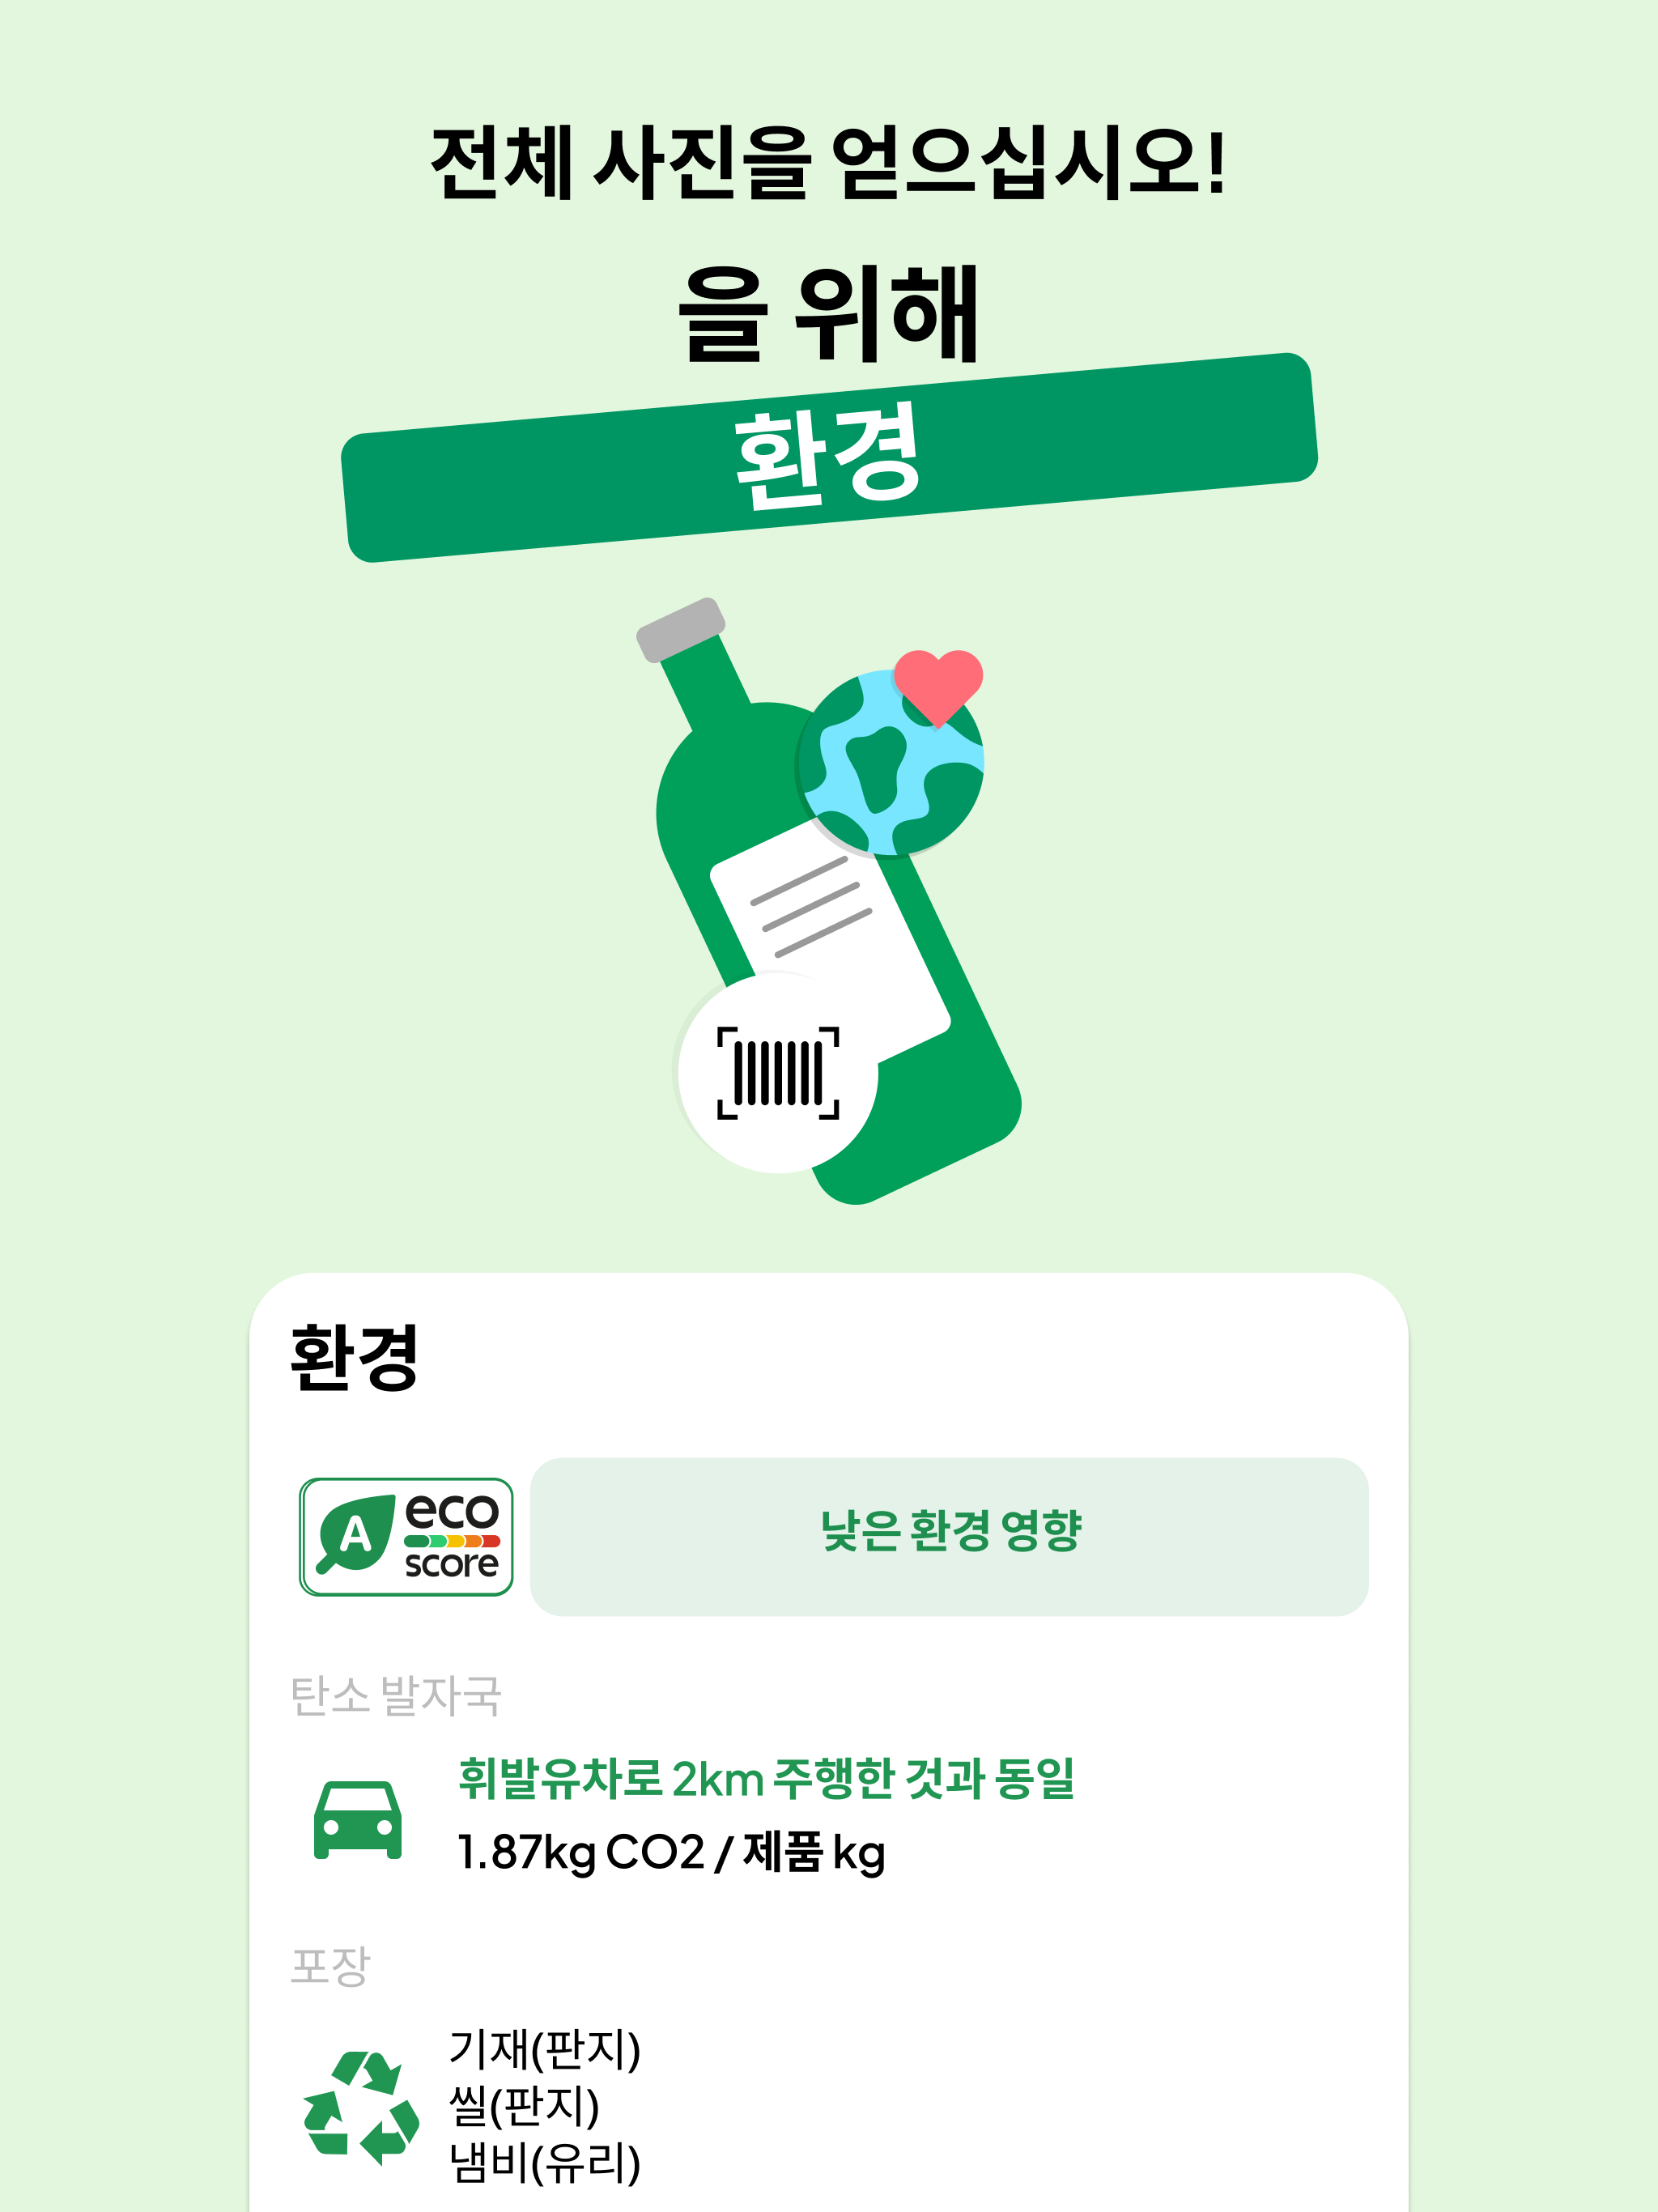 전체 사진을 얻으십시오!
을 위해
환경
환경
A
eco
score
낮은 환경 영향
탄소 발자국
휘발유차로 2km 주행한 것과 동일
1.87kg CO2 / 제품 kg
포장
기재(판지)
씰(판지)
냄비(유리)